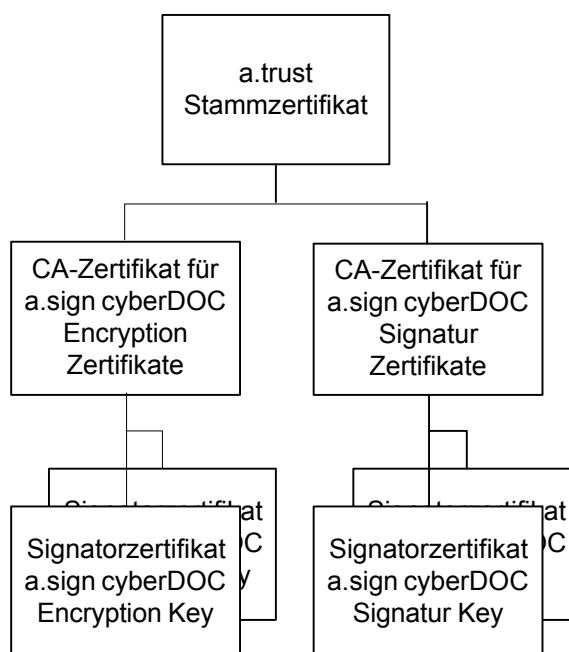 a.trust
Stammzertifikat
CA-Zertifikat für
a.sign cyberDOC
Encryption
Zertifikate
CA-Zertifikat für
a.sign cyberDOC
Signatur
Zertifikate
Signatorzertifikat
a.sign cyberDOC
Encryption Key
Signatorzertifikat
a.sign cyberDOC
Signatur Key